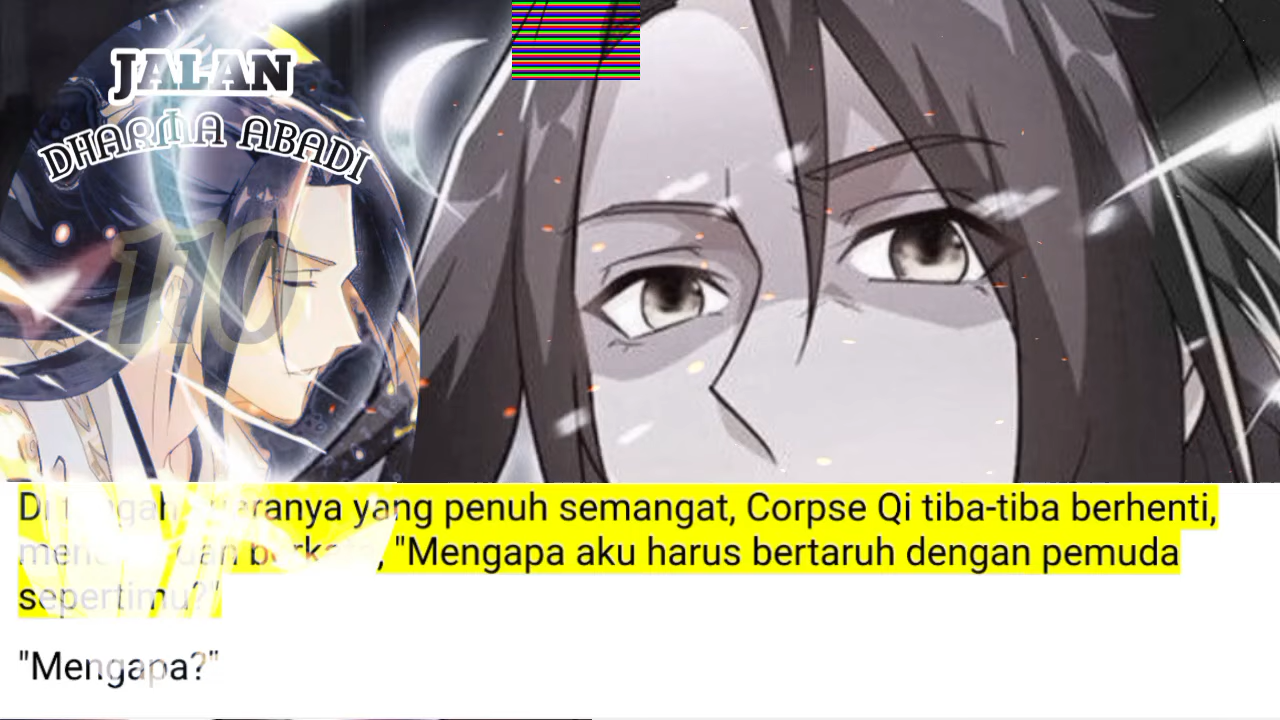 JALAN
DHARMA ABADI
110
yang penuh semangat, Corpse Qi tiba-tiba berhenti,
"Mengapa aku harus bertaruh dengan pemuda
sepertimu?"
"Mengapa?"